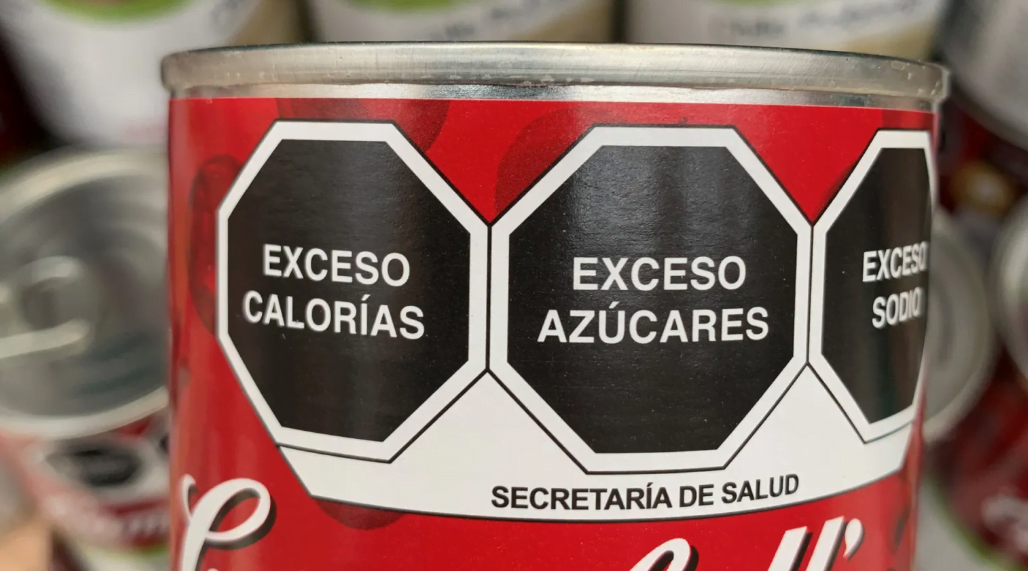 EXCESO
CALORÍAS
EXCESO
AZÚCARES
EXCESO
SODIO
SECRETARÍA DE SALUD